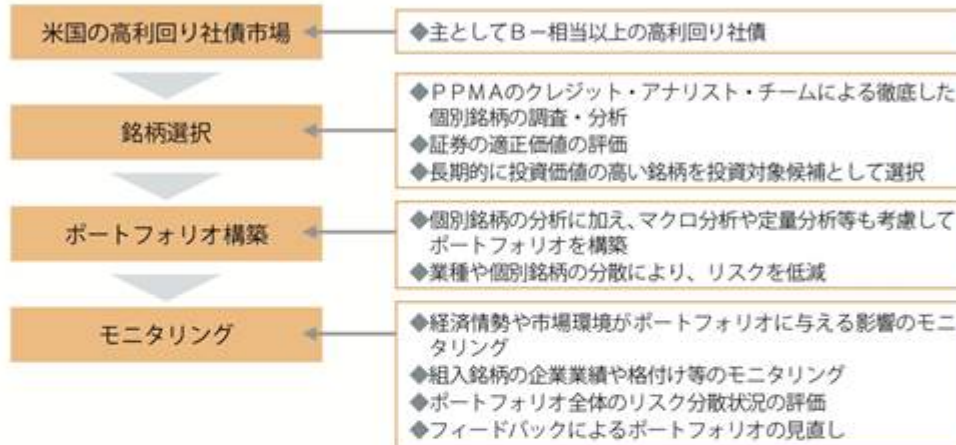 米国の高利回り社債市場
◆主としてB－相当以上の高利回り社債
銘柄選択
◆PPMAのクレジット・アナリスト・チームによる徹底した
個別銘柄の調査・分析
◆証券の適正価値の評価
◆長期的に投資価値の高い銘柄を投資対象候補として選択
ポートフォリオ構築
◆個別銘柄の分析に加え、マクロ分析や定量分析等も考慮して
ポートフォリオを構築
◆業種や個別銘柄の分散により、リスクを低減
モニタリング
◆経済情勢や市場環境がポートフォリオに与える影響のモニ
タリング
◆組入銘柄の企業業績や格付け等のモニタリング
◆ポートフォリオ全体のリスク分散状況の評価
◆フィードバックによるポートフォリオの見直し